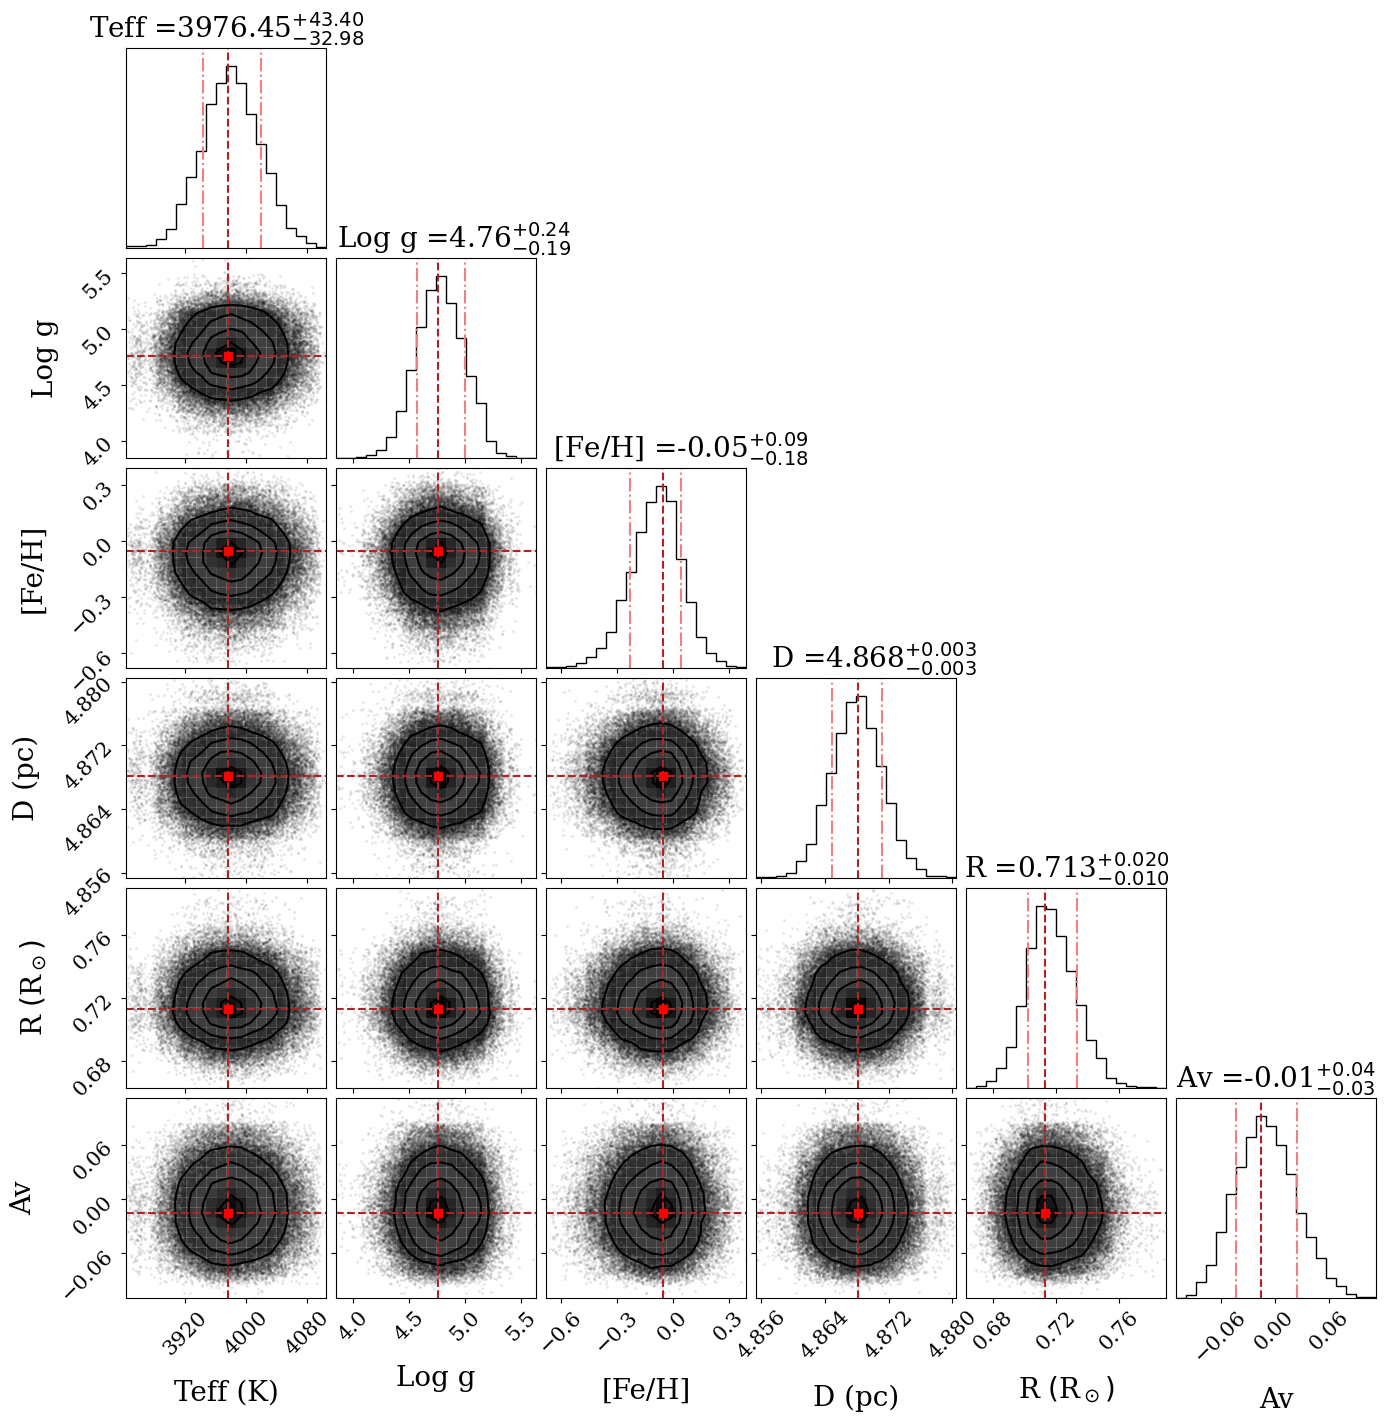 Teff =3976.45+43.40−32.98
Log g =4.76+0.24−0.19
5.5
5.0
4.5
4.0
Log g
[Fe/H] =-0.05+0.09−0.18
0.3
0.0
−0.3
−0.6
[Fe/H]
D =4.868+0.003−0.003
4.880
4.872
4.864
4.856
D (pc)
R =0.713+0.020−0.010
0.76
0.72
0.68
R (R⊙)
Av =-0.01+0.04−0.03
0.06
0.00
−0.06
Av
3920 4000 4080
4.0 4.5 5.0 5.5
−0.6 −0.3 0.0 0.3
4.856 4.864 4.872 4.880
0.68 0.72 0.76
−0.06 0.00 0.06
Teff (K)
Log g
[Fe/H]
D (pc)
R (R⊙)
Av